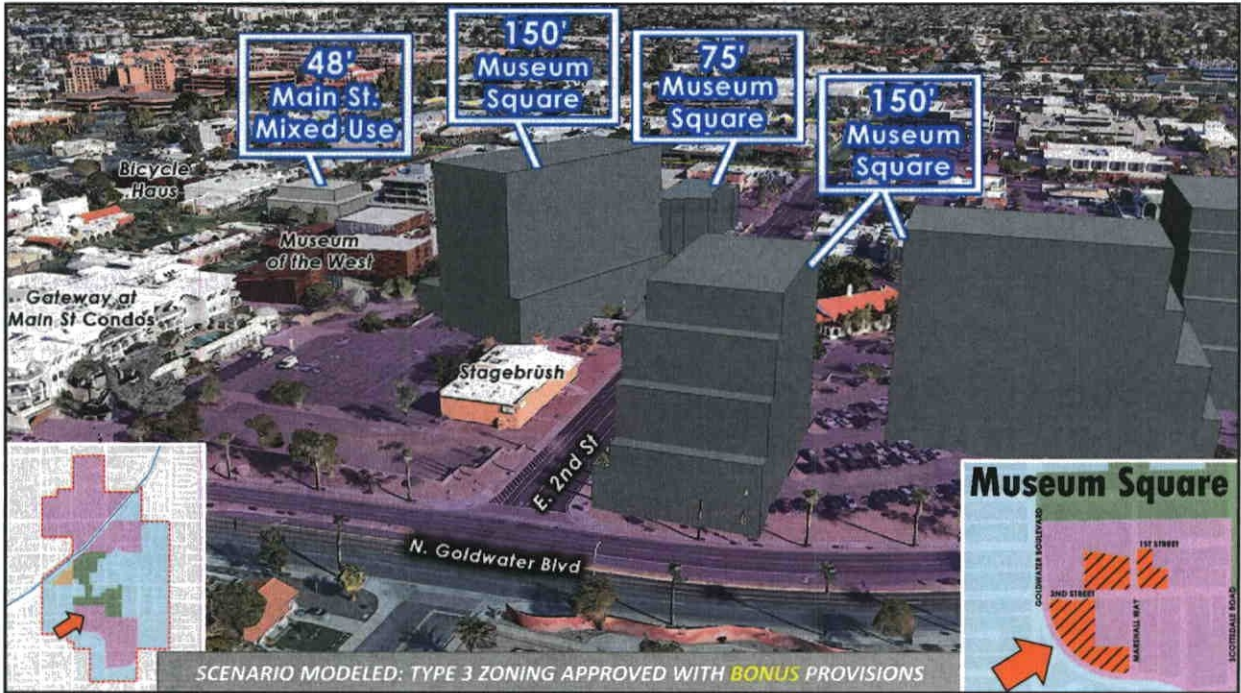 48'
Main St.
Mixed Use
150'
Museum
Square
75'
Museum
Square
150'
Museum
Square
Bicycle
Haus
Museum
of the West
Gateway at
Main St Condos
Stagebrush
E. 2nd St
N. Goldwater Blvd
Museum Square
GOLDWATER BOULEVARD
1ST STREET
2ND STREET
MARSHALL WAY
SCOTTSDALE ROAD
SCENARIO MODELED: TYPE 3 ZONING APPROVED WITH BONUS PROVISIONS